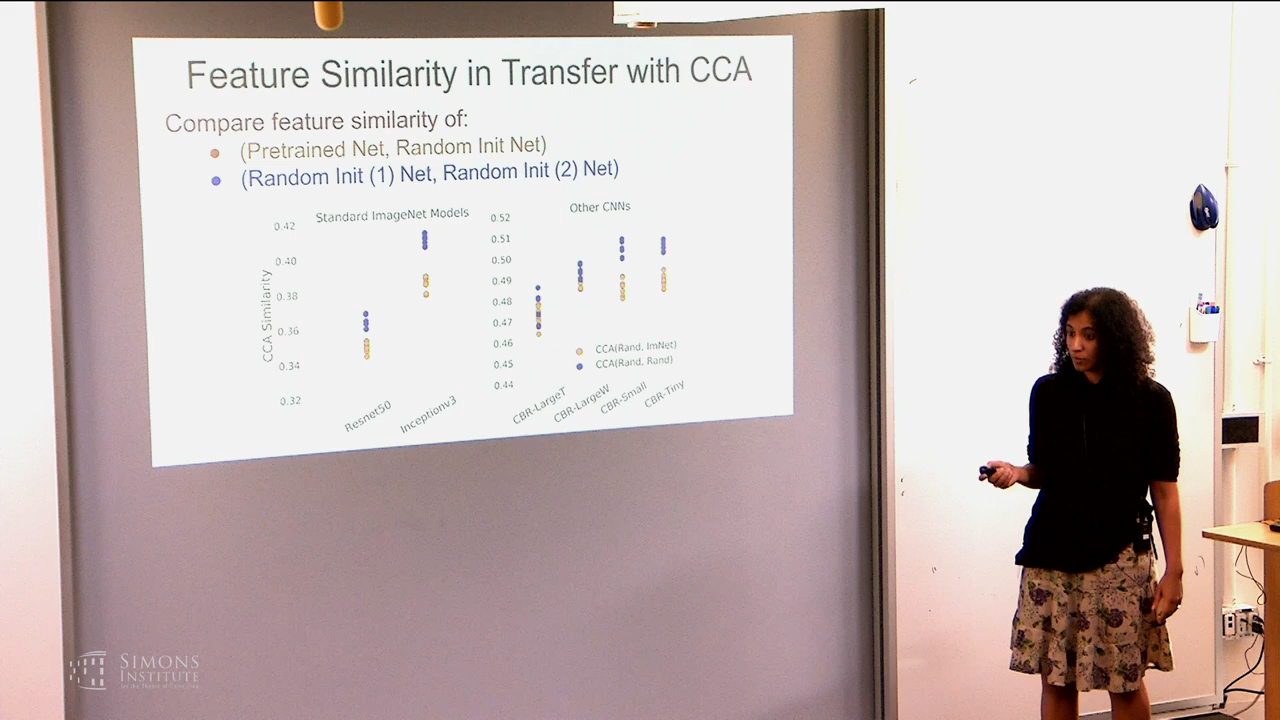 Feature Similarity in Transfer with CCA
Compare feature similarity of:
(Pretrained Net, Random Init Net)
(Random Init (1) Net, Random Init (2) Net)
Standard ImageNet Models
0.42
0.40
0.38
0.36
0.34
0.32
CCA Similarity
Resnet50
Inceptionv3
Other CNNs
0.52
0.51
0.50
0.49
0.48
0.47
0.46
0.45
0.44
CCA(Rand, ImNet)
CCA(Rand, Rand)
CBR-LargeT
CBR-LargeW
CBR-Small
CBR-Tiny
SIMONS
INSTITUTE